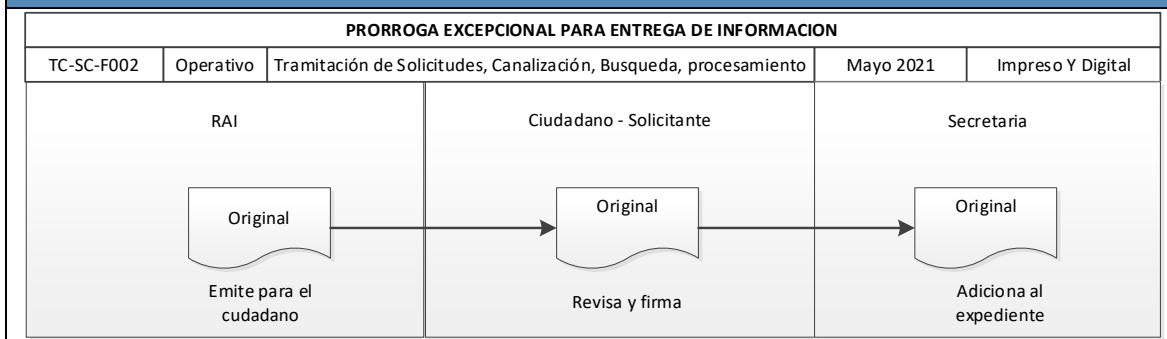 PRORROGA EXCEPCIONAL PARA ENTREGA DE INFORMACION
TC-SC-F002 Operativo Tramitación de Solicitudes, Canalización, Busqueda, procesamiento Mayo 2021 Impreso Y Digital
RAI Ciudadano - Solicitante Secretaria
Original Original Original
Emite para el
cudadano
Revisa y firma
Adiciona al
expediente